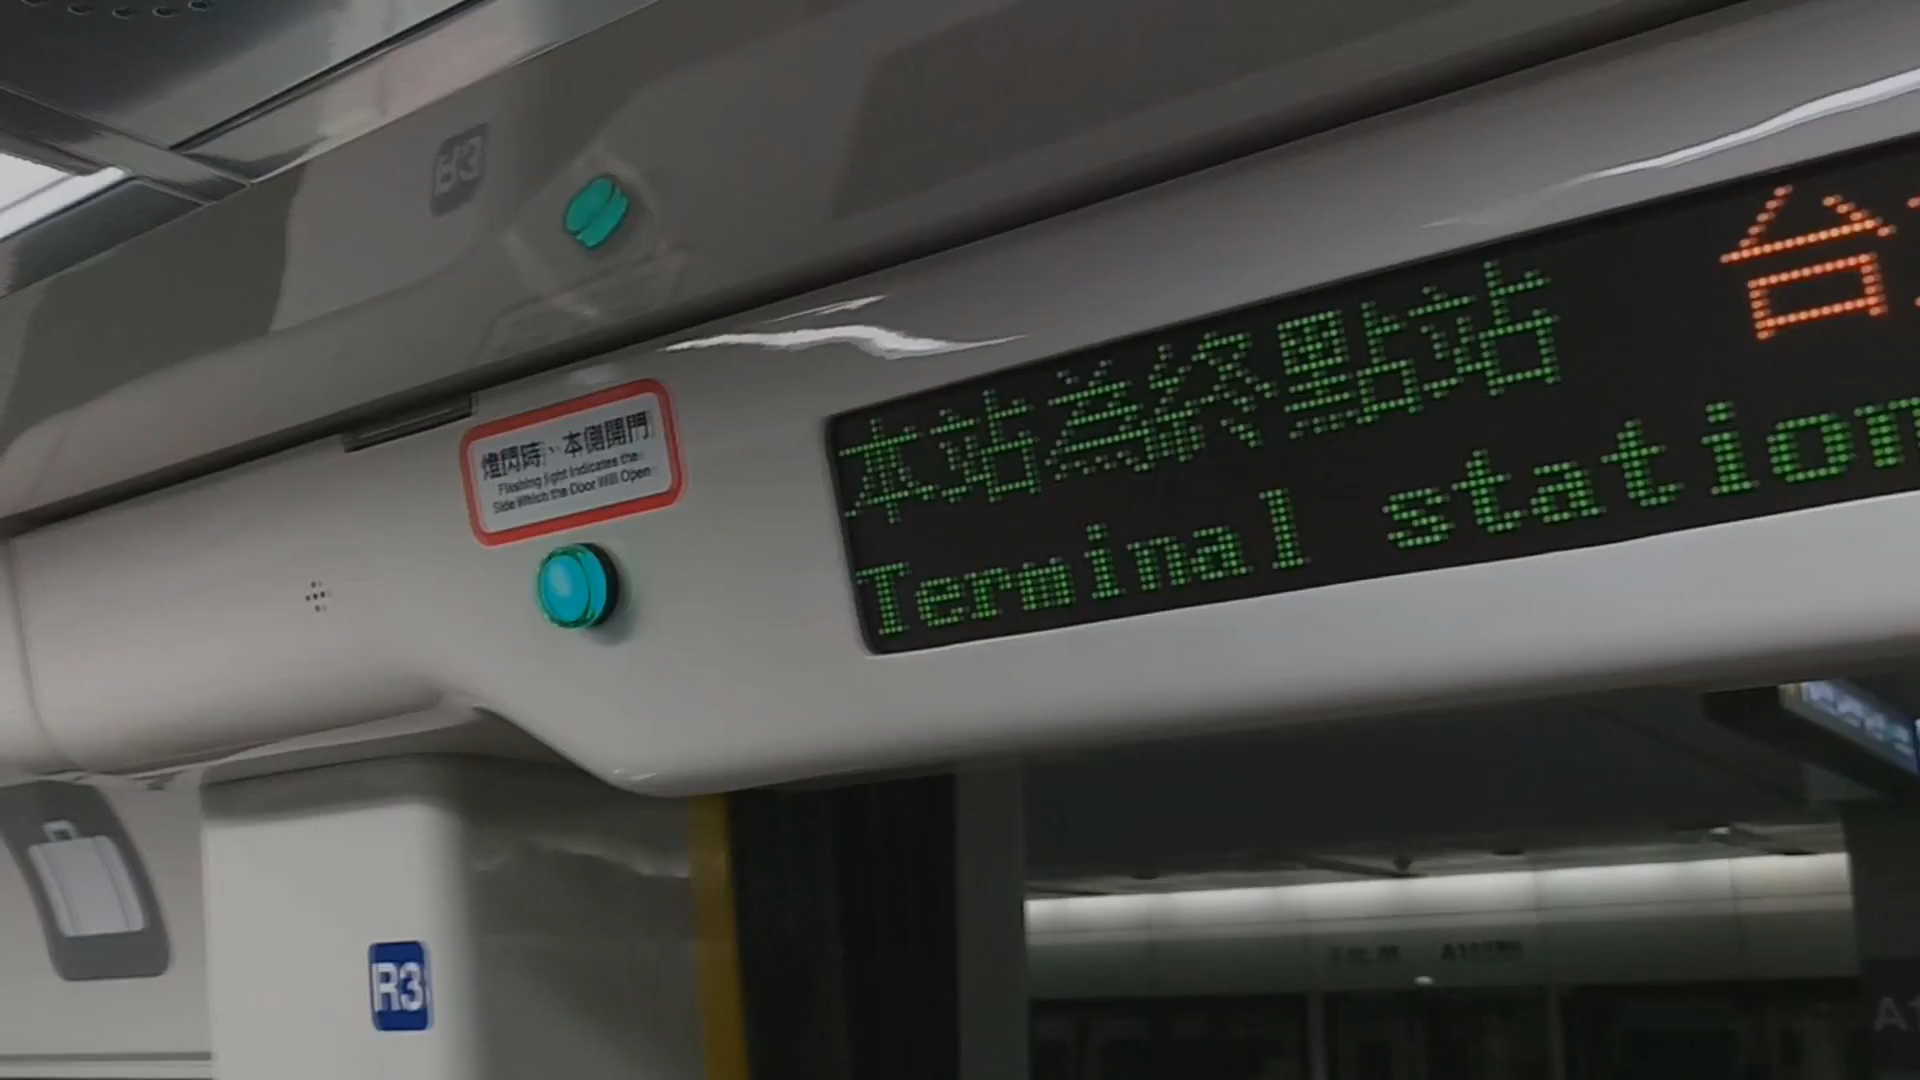 本站為終點站
台
Terminal station
燈閃時、本側開門
Flashing light Indicates the
Side Which the Door Will Open
R3